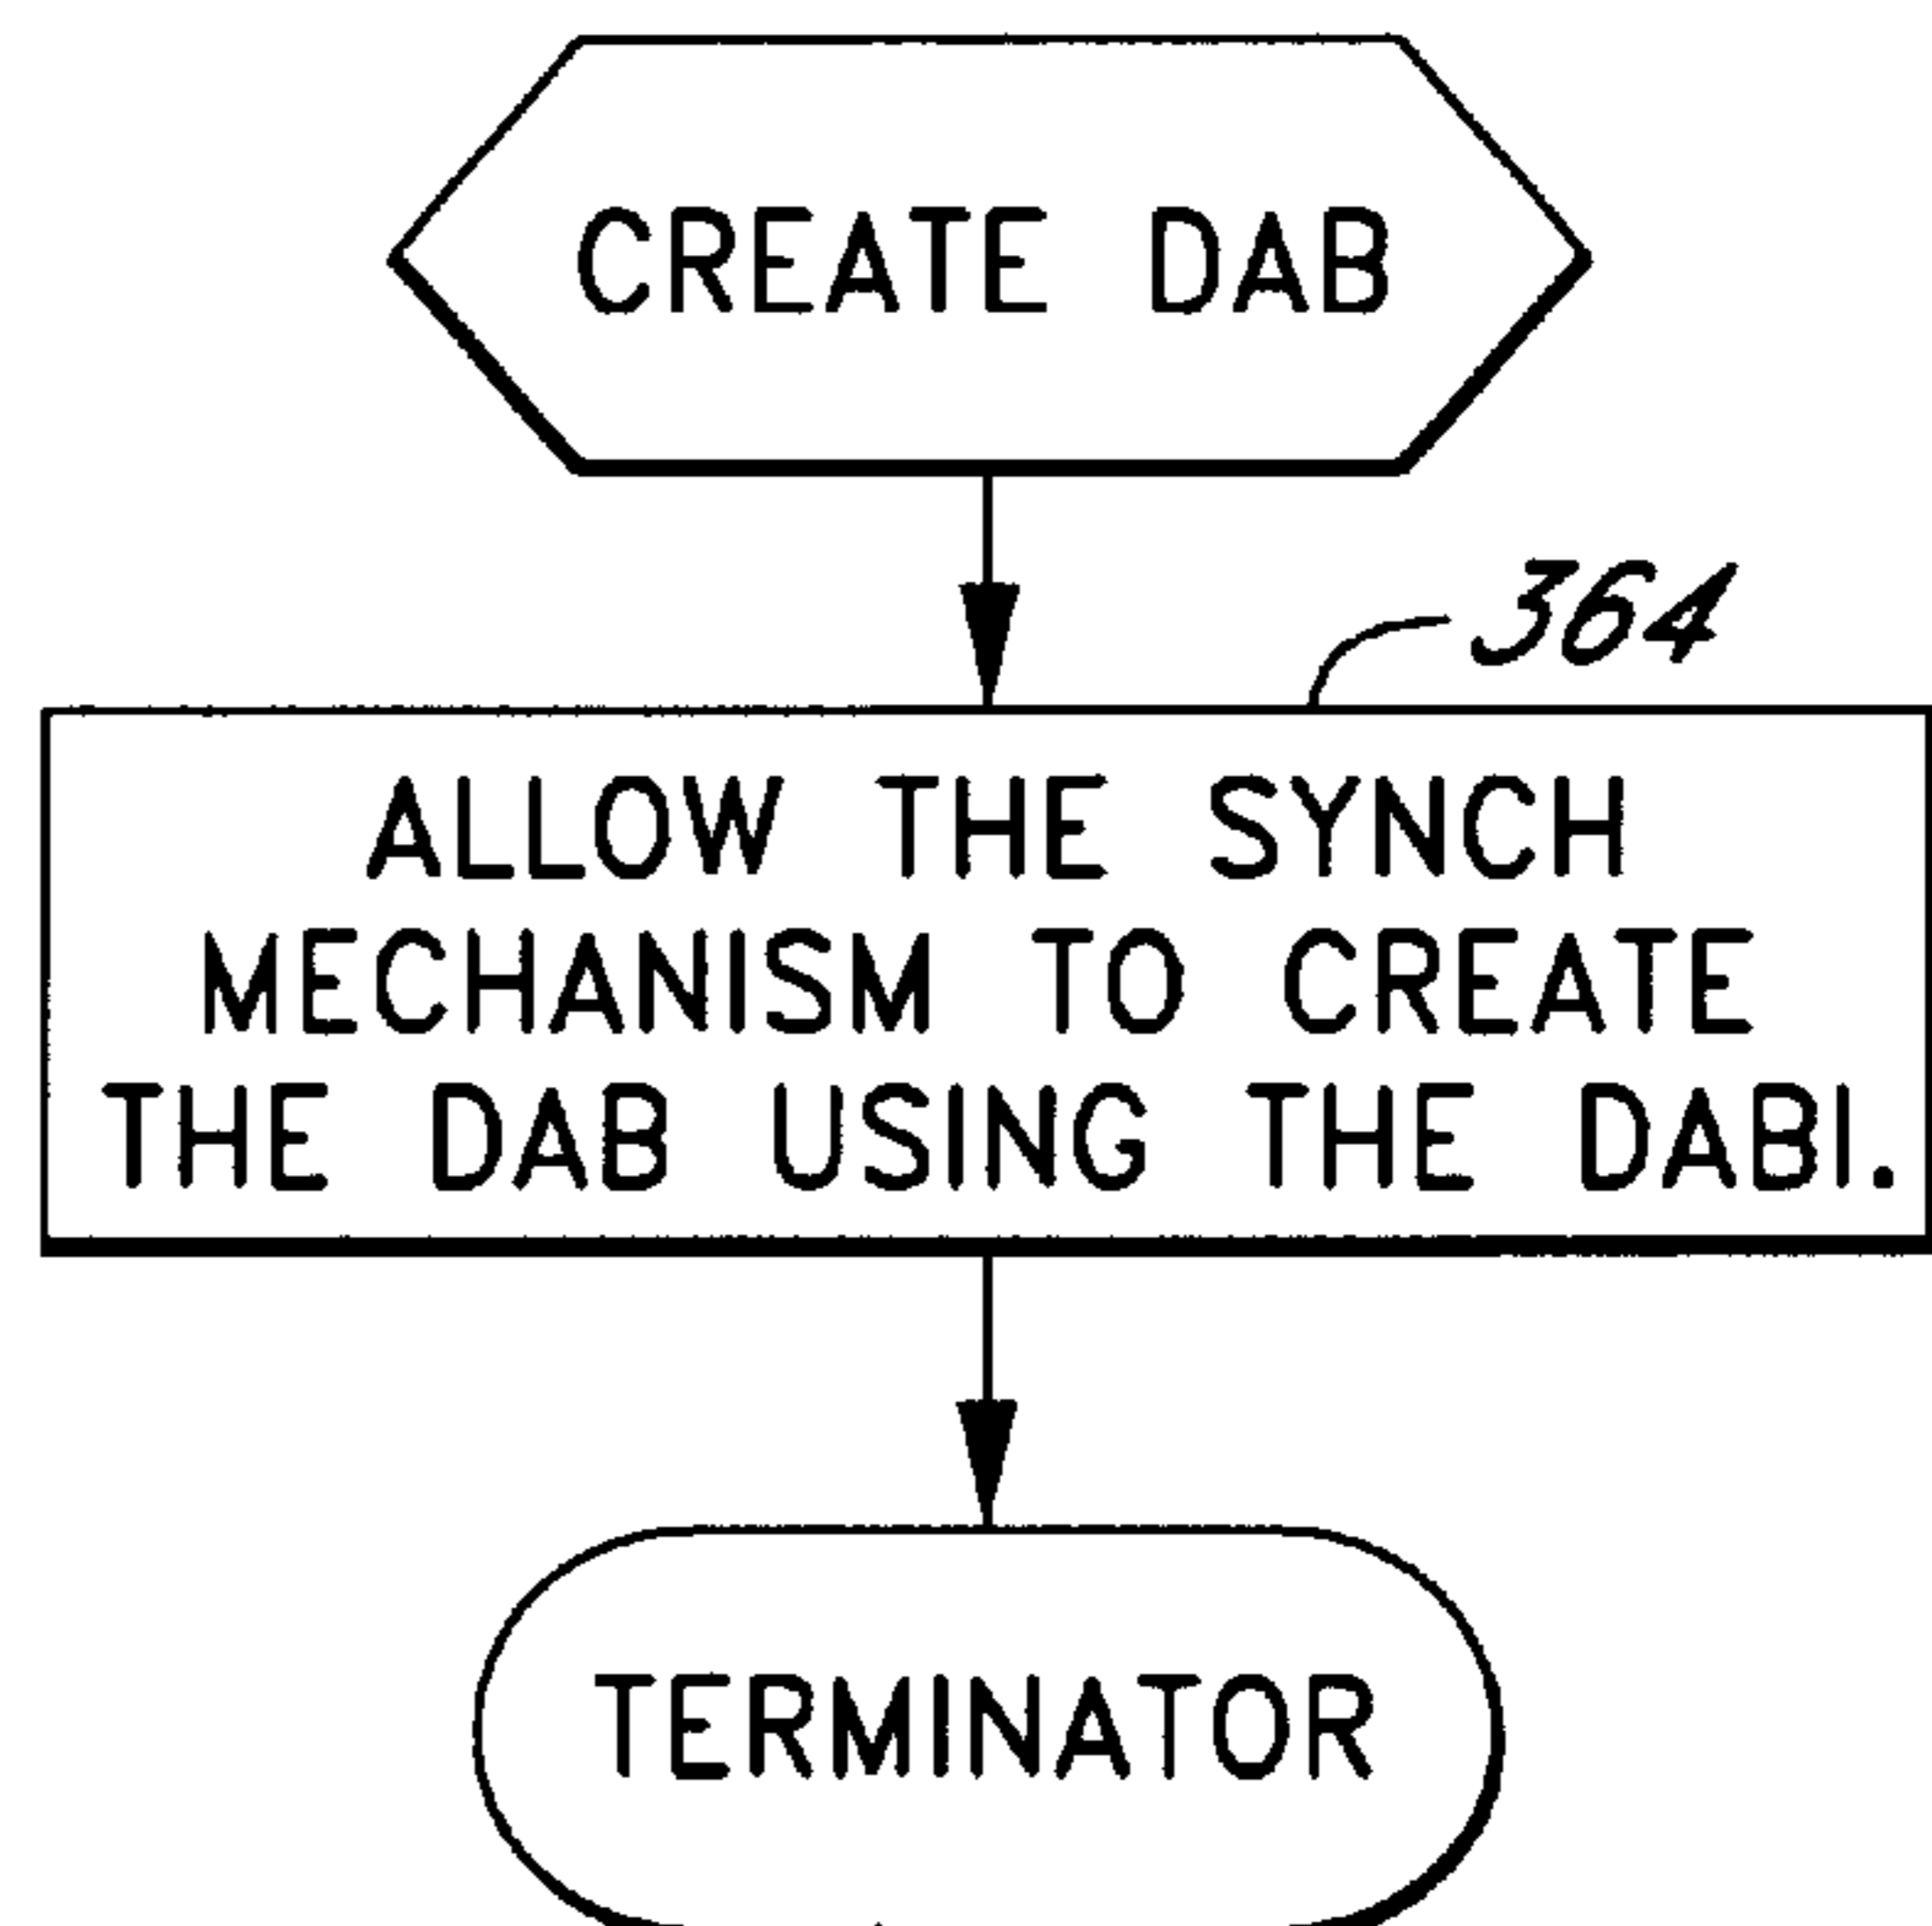 CREATE DAB
364
ALLOW THE SYNCH
MECHANISM TO CREATE
THE DAB USING THE DABI.
TERMINATOR